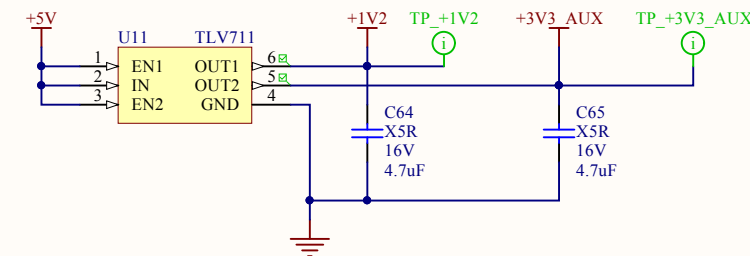 +5V
+1V2
TP_+1V2
+3V3_AUX
TP_+3V3_AUX
i
i
U11
TLV711
1
EN1
OUT1
6
2
IN
OUT2
5
3
EN2
GND
4
C64
X5R
16V
4.7uF
C65
X5R
16V
4.7uF